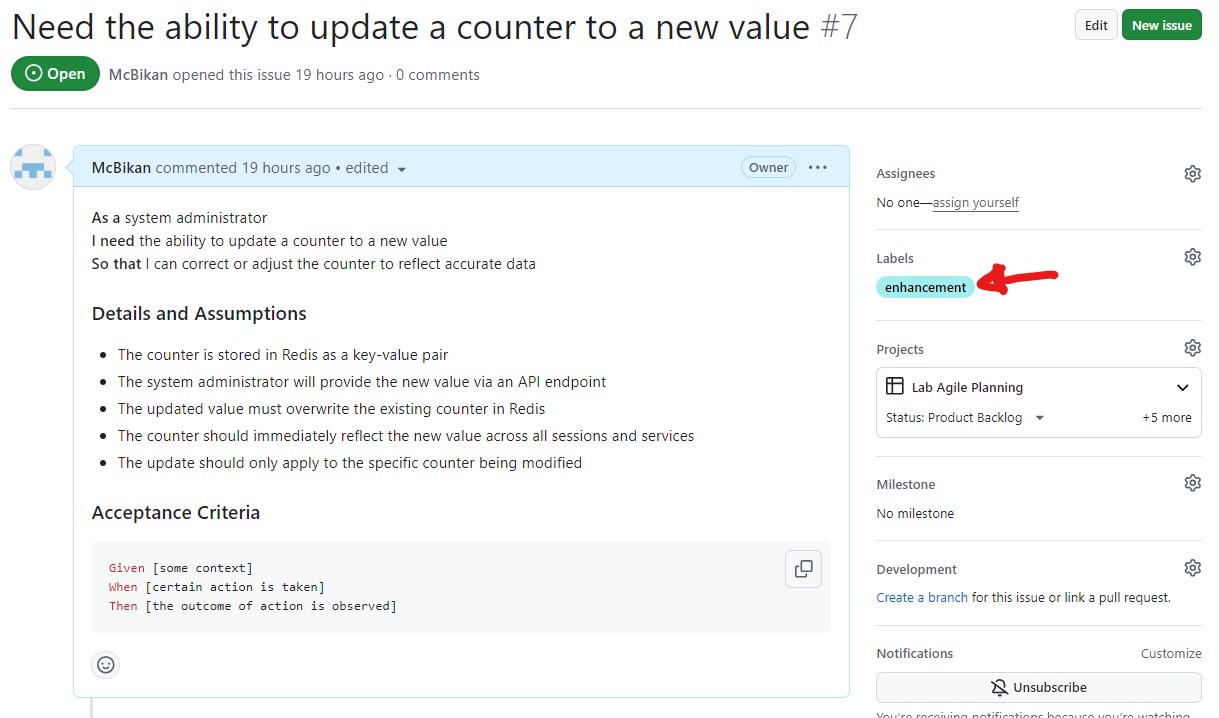 Need the ability to update a counter to a new value #7
Edit
New issue
Open
McBikan opened this issue 19 hours ago · 0 comments
McBikan commented 19 hours ago • edited
Owner
As a system administrator
I need the ability to update a counter to a new value
So that I can correct or adjust the counter to reflect accurate data
Details and Assumptions
The counter is stored in Redis as a key-value pair
The system administrator will provide the new value via an API endpoint
The updated value must overwrite the existing counter in Redis
The counter should immediately reflect the new value across all sessions and services
The update should only apply to the specific counter being modified
Acceptance Criteria
Given [some context]
When [certain action is taken]
Then [the outcome of action is observed]
Assignees
No one—assign yourself
Labels
enhancement
Projects
Lab Agile Planning
Status: Product Backlog
+5 more
Milestone
No milestone
Development
Create a branch for this issue or link a pull request.
Notifications
Customize
Unsubscribe
You're receiving notifications because you're watching